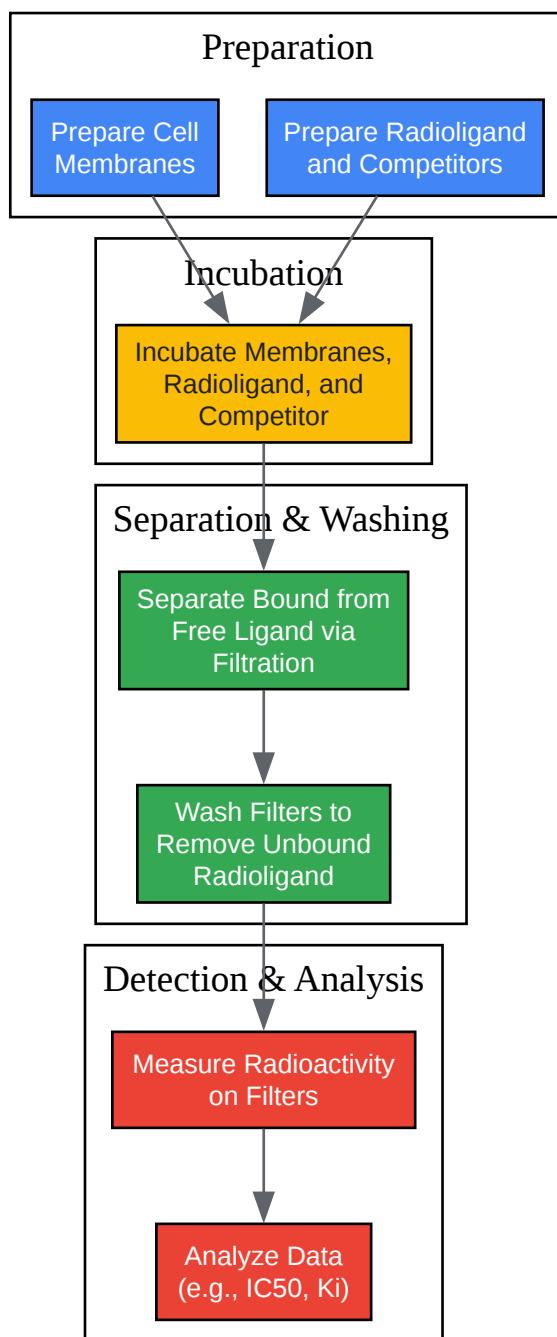 Preparation
Prepare Cell
Membranes
Prepare Radioligand
and Competitors
Incubation
Incubate Membranes,
Radioligand, and
Competitor
Separation & Washing
Separate Bound from
Free Ligand via
Filtration
Wash Filters to
Remove Unbound
Radioligand
Detection & Analysis
Measure Radioactivity
on Filters
Analyze Data
(e.g., IC50, Ki)